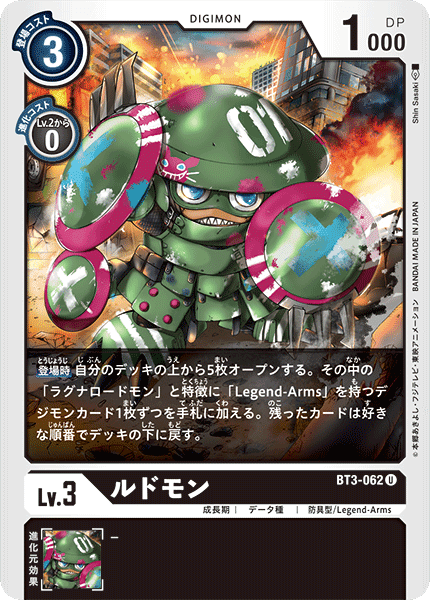 登場コスト
3
DIGIMON
1000
DP
進化コスト
Lv.2から
0
01
Shin Sasaki
BANDAI MADE IN JAPAN
©本郷あきよし・フジテレビ・東映アニメーション
登場時 自分のデッキの上から5枚オープンする。その中の
「ラグナロードモン」と特徴に「Legend-Arms」を持つデ
ジモンカード1枚ずつを手札に加える。残ったカードは好き
な順番でデッキの下に戻す。
BT3-062 U
Lv.3
ルドモン
成長期 | データ種 | 防具型/Legend-Arms
進化元効果
-